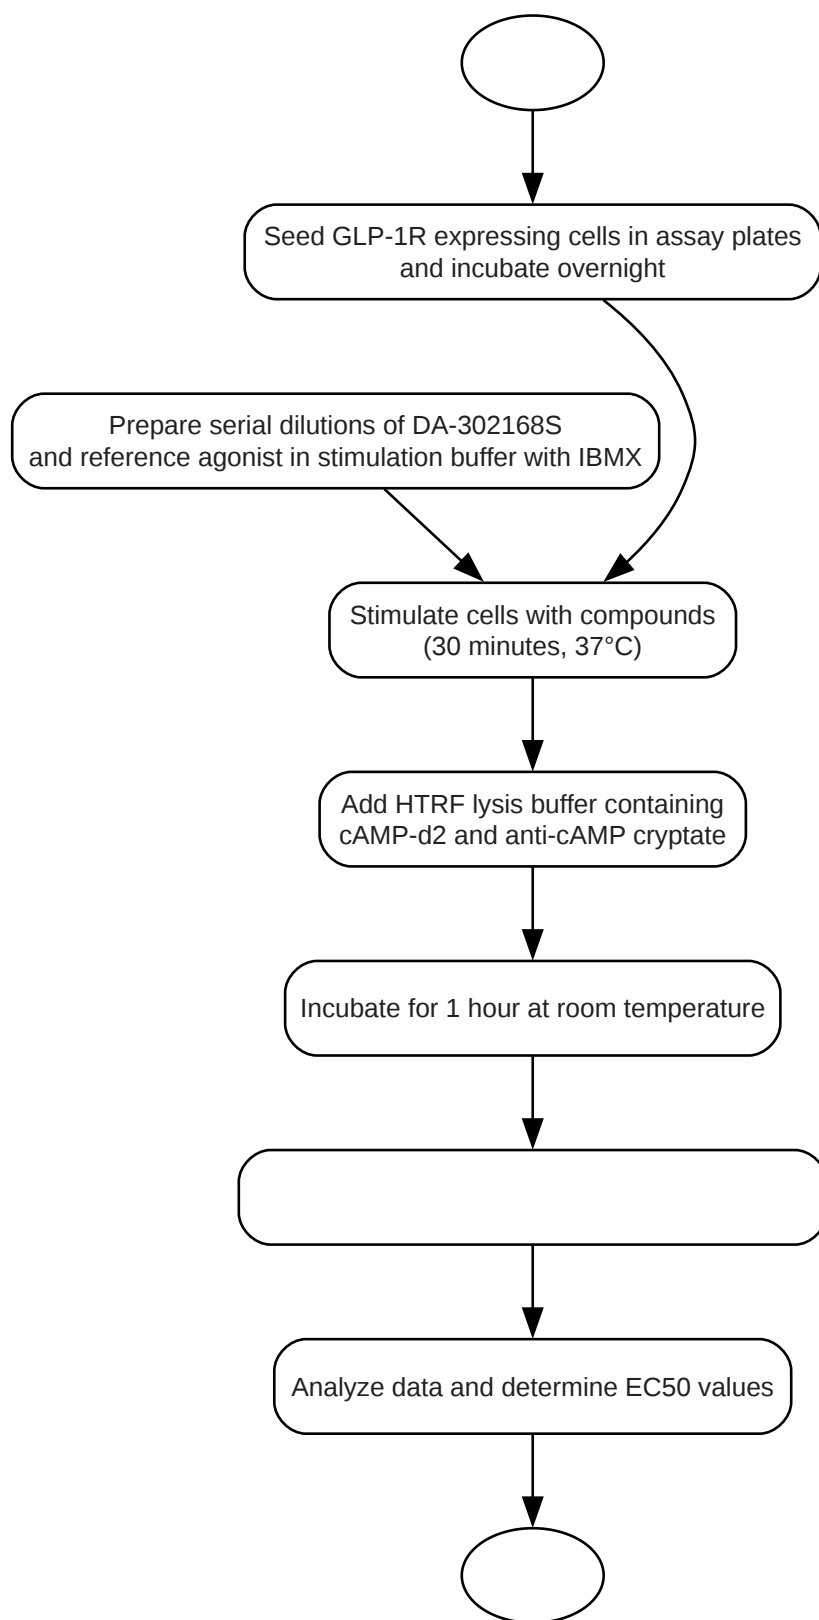 Seed GLP-1R expressing cells in assay plates
and incubate overnight
Prepare serial dilutions of DA-302168S
and reference agonist in stimulation buffer with IBMX
Stimulate cells with compounds
(30 minutes, 37°C)
Add HTRF lysis buffer containing
cAMP-d2 and anti-cAMP cryptate
Incubate for 1 hour at room temperature
Analyze data and determine EC50 values